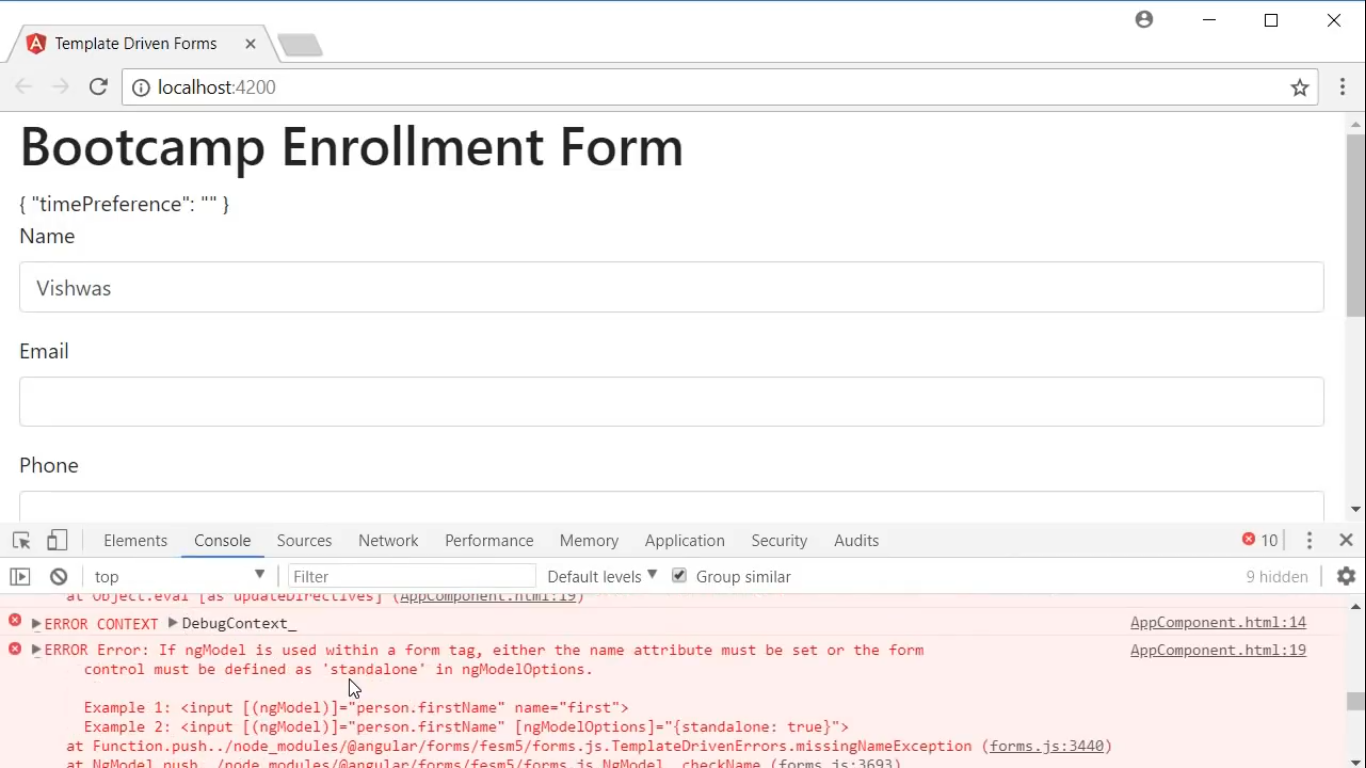 Template Driven Forms
localhost:4200
Bootcamp Enrollment Form
{ "timePreference": "" }
Name
Vishwas
Email
Phone
Elements Console Sources Network Performance Memory Application Security Audits 10
top Filter Default levels Group similar 9 hidden
at Object.eval [as updateDirectives] (AppComponent.html:19)
ERROR CONTEXT DebugContext_ AppComponent.html:14
ERROR Error: If ngModel is used within a form tag, either the name attribute must be set or the form AppComponent.html:19
control must be defined as 'standalone' in ngModelOptions.
Example 1: <input [(ngModel)]="person.firstName" name="first">
Example 2: <input [(ngModel)]="person.firstName" [ngModelOptions]="{standalone: true}">
at Function.push../node_modules/@angular/forms/fesm5/forms.js.TemplateDrivenErrors.missingNameException (forms.js:3440)
at NgModel.push../node_modules/@angular/forms/fesm5/forms.js.NgModel._checkName (forms.js:3693)